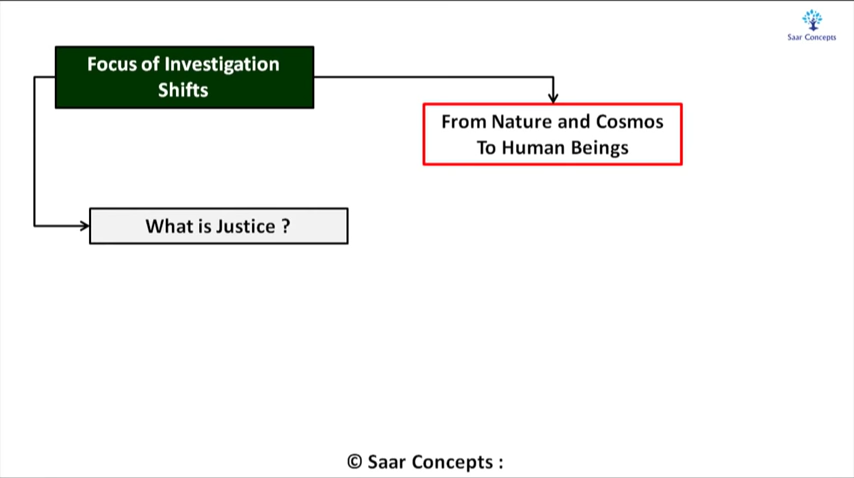 Saar Concepts
Focus of Investigation
Shifts
From Nature and Cosmos
To Human Beings
What is Justice ?
© Saar Concepts :